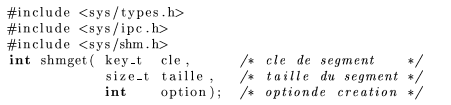 #include <sys/types.h>
#include <sys/ipc.h>
#include <sys/shm.h>
int shmget( key_t cle, /* cle de segment */
size_t taille, /* taille du segment */
int option); /* optionde creation */